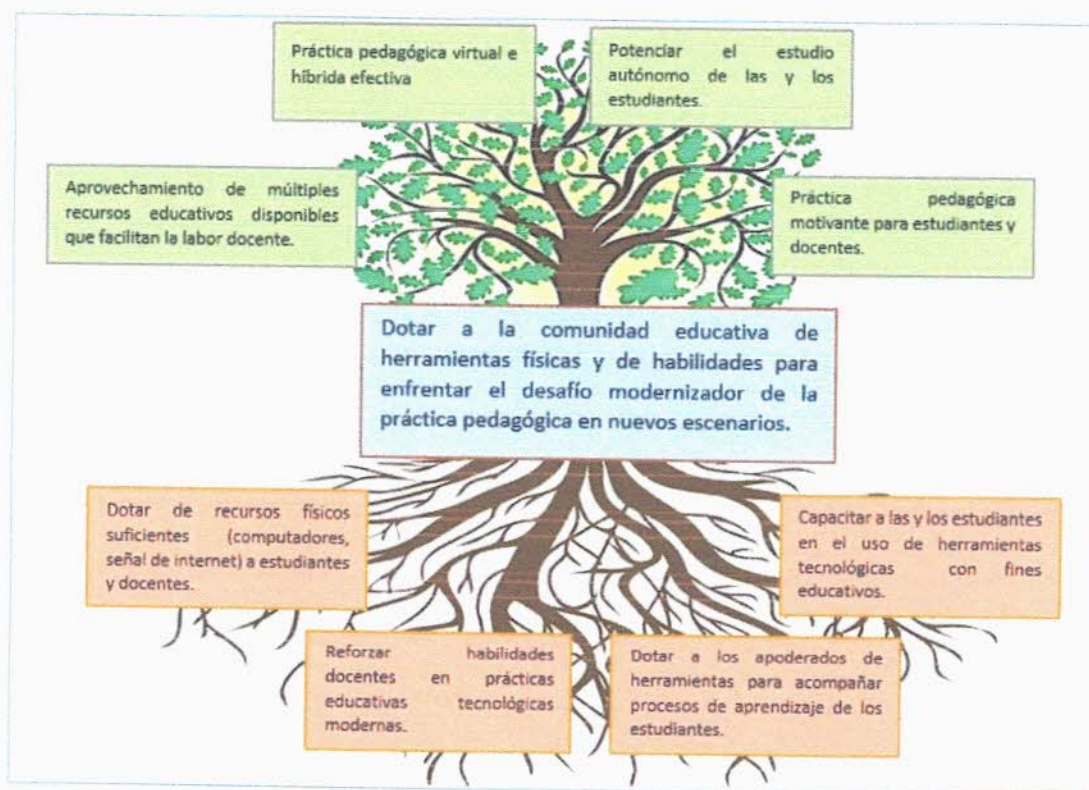 Práctica pedagógica virtual e
híbrida efectiva
Potenciar el estudio
autónomo de las y los
estudiantes.
Aprovechamiento de múltiples
recursos educativos disponibles
que facilitan la labor docente.
Práctica pedagógica
motivante para estudiantes y
docentes.
Dotar a la comunidad educativa de
herramientas físicas y de habilidades para
enfrentar el desafío modernizador de la
práctica pedagógica en nuevos escenarios.
Dotar de recursos físicos
suficientes (computadores,
señal de internet) a estudiantes
y docentes.
Capacitar a las y los estudiantes
en el uso de herramientas
tecnológicas con fines
educativos.
Reforzar habilidades
docentes en prácticas
educativas tecnológicas
modernas.
Dotar a los apoderados de
herramientas para acompañar
procesos de aprendizaje de los
estudiantes.